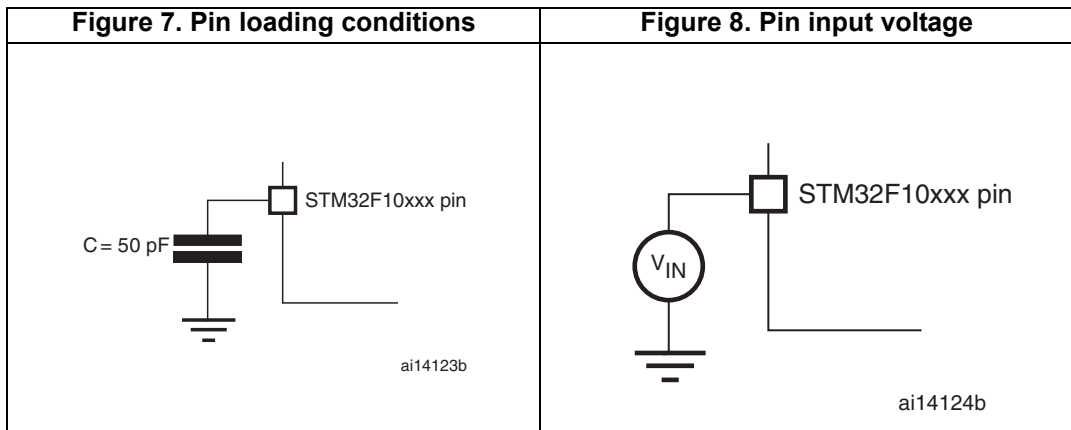 Figure 7. Pin loading conditions
Figure 8. Pin input voltage
STM32F10xxx pin
C = 50 pF
ai14123b
STM32F10xxx pin
VIN
ai14124b